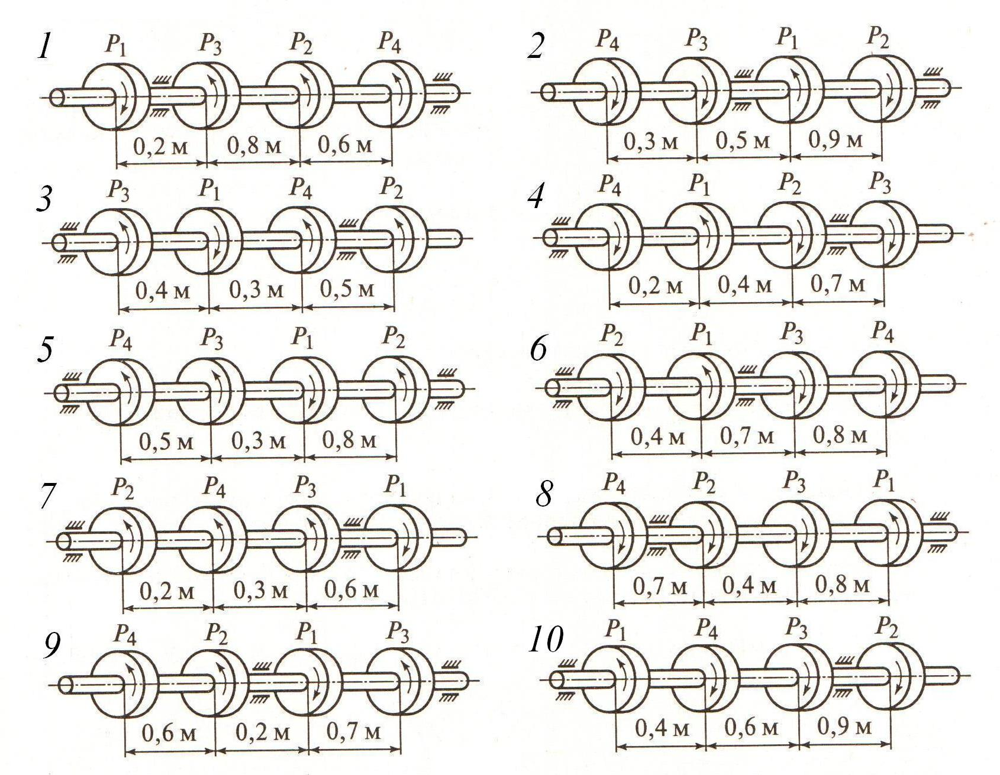 1 P1 P3 P2 P4
0,2 м 0,8 м 0,6 м
2 P4 P3 P1 P2
0,3 м 0,5 м 0,9 м
3 P3 P1 P4 P2
0,4 м 0,3 м 0,5 м
4 P4 P1 P2 P3
0,2 м 0,4 м 0,7 м
5 P4 P3 P1 P2
0,5 м 0,3 м 0,8 м
6 P2 P1 P3 P4
0,4 м 0,7 м 0,8 м
7 P2 P4 P3 P1
0,2 м 0,3 м 0,6 м
8 P4 P2 P3 P1
0,7 м 0,4 м 0,8 м
9 P4 P2 P1 P3
0,6 м 0,2 м 0,7 м
10 P1 P4 P3 P2
0,4 м 0,6 м 0,9 м